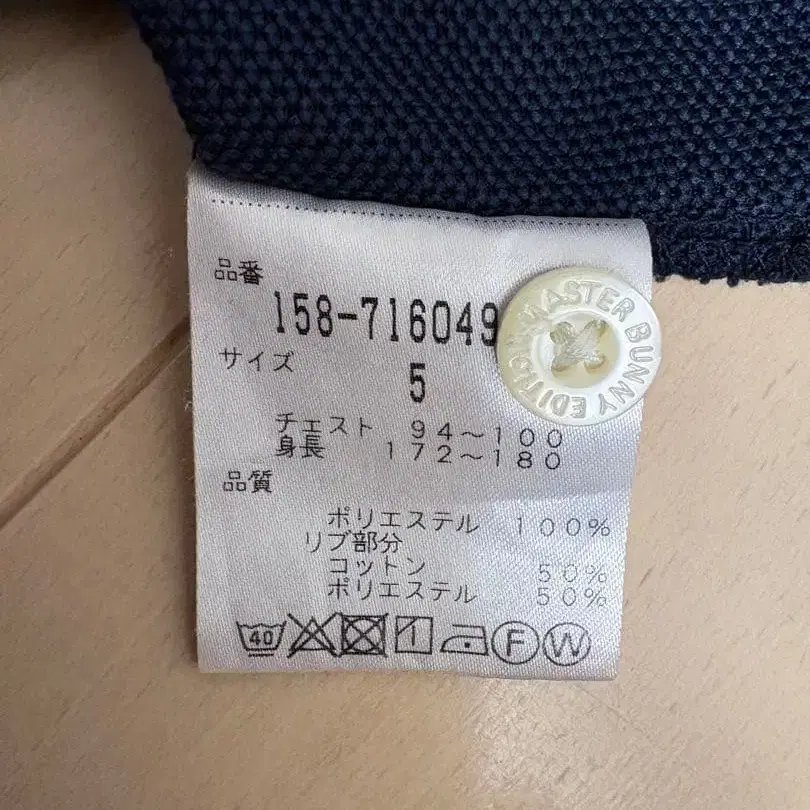 品番
158-716049
サイズ
5
チェスト 94～100
身長 172～180
品質
ポリエステル 100%
リブ部分
コットン 50%
ポリエステル 50%
40 F W
MASTER BUNNY EDITION